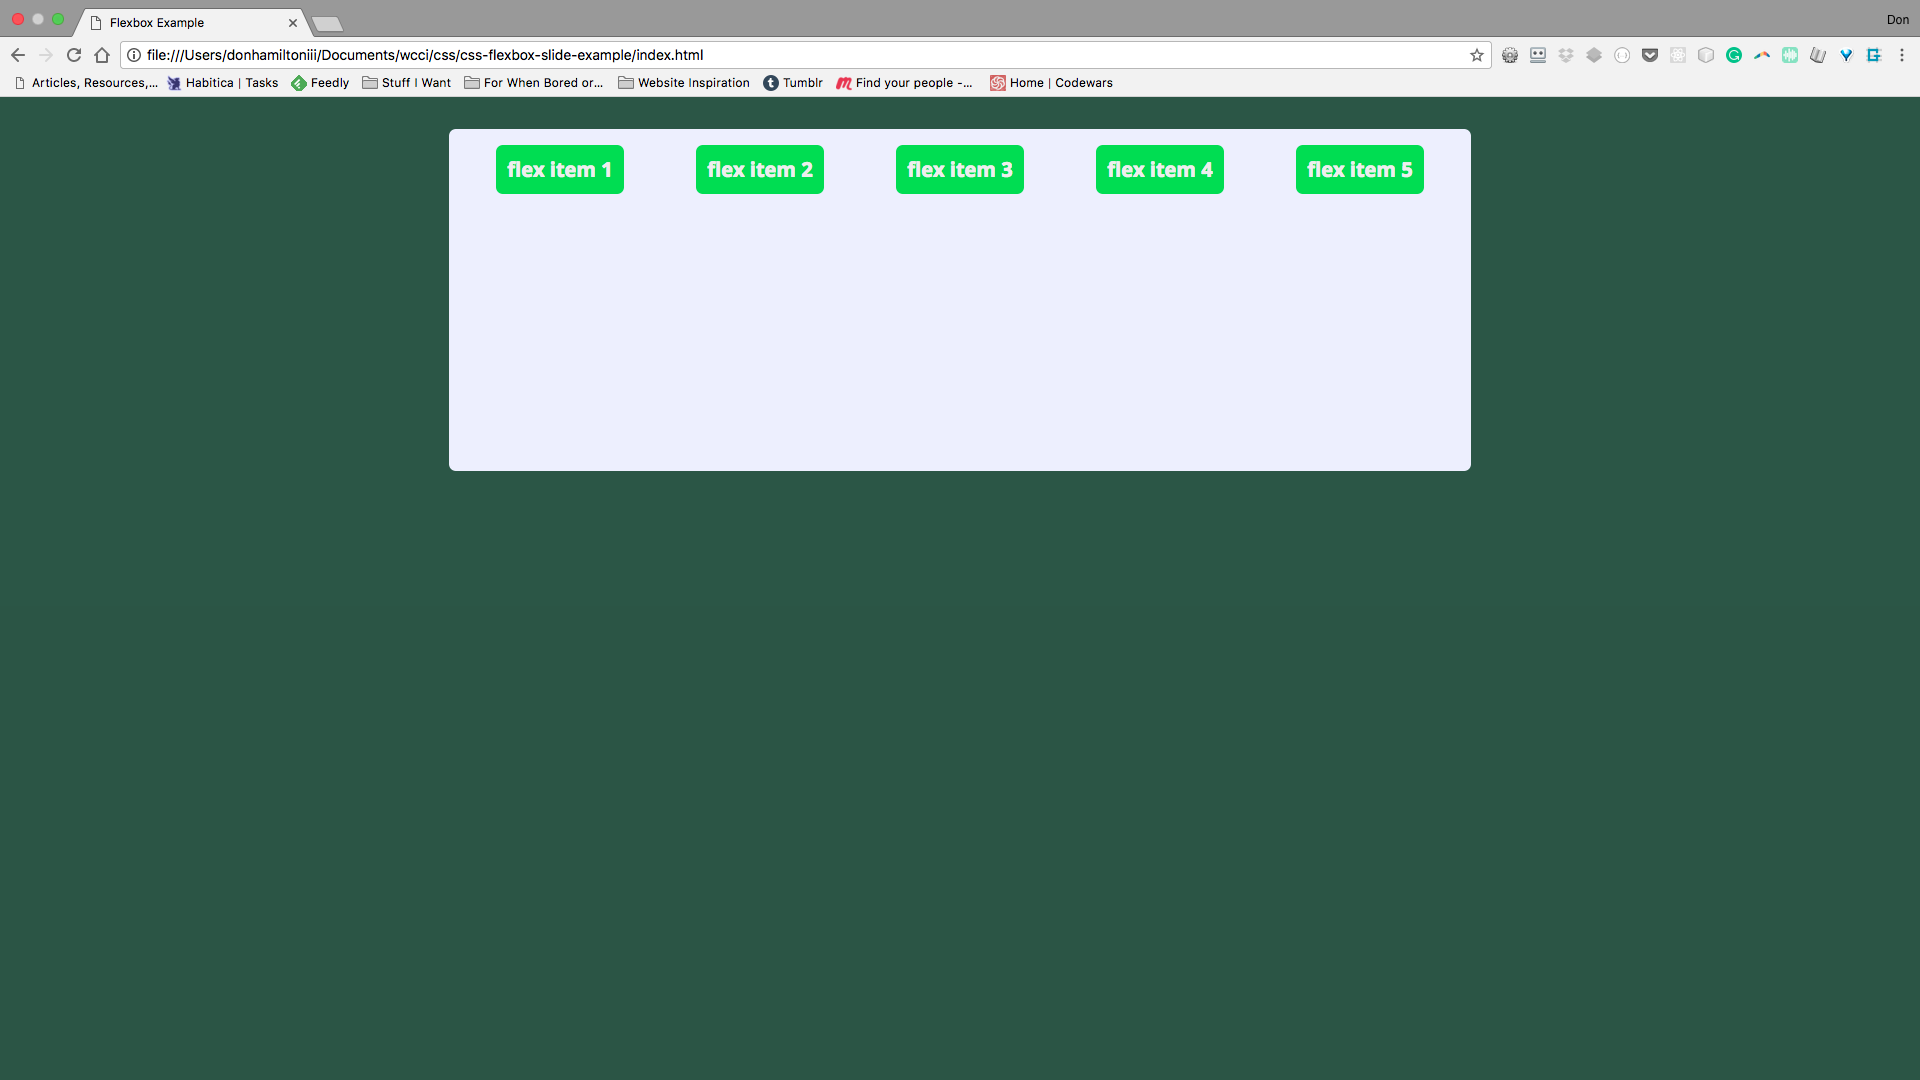 Flexbox Example
Don
file:///Users/donhamiltoniii/Documents/wcci/css/css-flexbox-slide-example/index.html
Articles, Resources,... Habitica | Tasks Feedly Stuff I Want For When Bored or... Website Inspiration Tumblr Find your people -... Home | Codewars
flex item 1 flex item 2 flex item 3 flex item 4 flex item 5